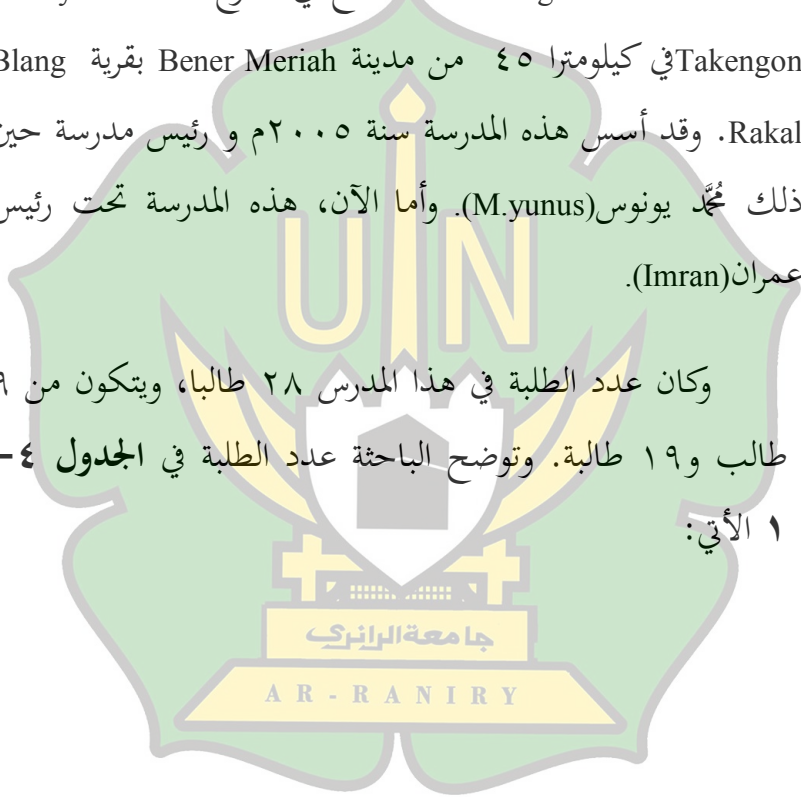 Takengonفي كيلومترا ٤٥ من مدينة Bener Meriah بقرية Blang
Rakal. وقد أسس هذه المدرسة سنة ٢٠٠٥م و رئيس مدرسة حين
ذلك مُحَّد يونوس(M.yunus). وأما الآن، هذه المدرسة تحت رئيس
عمران(Imran).
وكان عدد الطلبة في هذا المدرس ٢٨ طالبا، ويتكون من ٩
طالب و١٩ طالبة. وتوضح الباحثة عدد الطلبة في الجدول ٤-
١ الأتي:
UIN
جامعةالرانري
AR-RANIRY